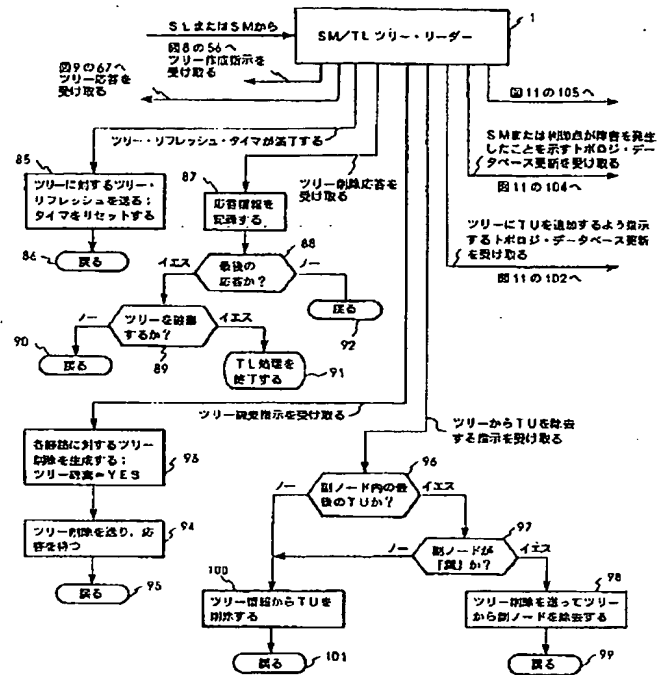 SLまたはSMから
SM/TLツリー・リーダー
1
図8の56へ
ツリー作成指示を
受け取る
図9の67へ
ツリー応答を
受け取る
図11の105へ
ツリー・リフレッシュ・タイマが満了する
85
ツリーに対するツリー・
リフレッシュを送る;
タイマをリセットする
86
戻る
ツリー削除応答を
受け取る
87
応答情報を
記録する
88
最後の
応答か?
イエス
ノー
戻る
92
ツリーを破棄
するか?
ノー
イエス
89
90
戻る
TL処理を
終了する
91
SMまたは
が障害を発生
したことを示すトポロジ・デー
タベース更新を受け取る
図11の104へ
ツリーにTUを追加するよう指示
するトポロジ・データベース更新
を受け取る
図11の102へ
ツリー破棄指示を受け取る
各経路に対するツリー
削除を生成する;
ツリー破棄=YES
93
ツリー削除を送り、応
答を待つ
94
戻る
95
ツリーからTUを除去
する指示を受け取る
96
副ノード内の最
後のTUか?
ノー
イエス
97
副ノードが
「葉」か?
ノー
イエス
100
ツリー情報からTUを
削除する
戻る
101
98
ツリー削除を送ってツリー
から副ノードを除去する
戻る
99